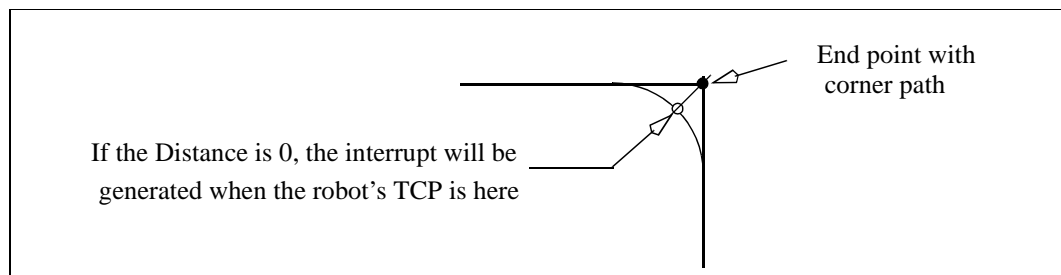 End point with
corner path
If the Distance is 0, the interrupt will be
generated when the robot's TCP is here